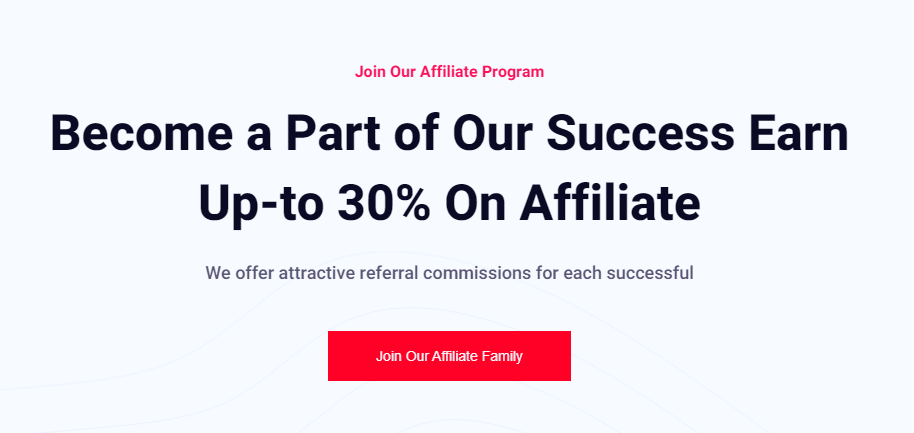 Join Our Affiliate Program
Become a Part of Our Success Earn
Up-to 30% On Affiliate
We offer attractive referral commissions for each successful
Join Our Affiliate Family